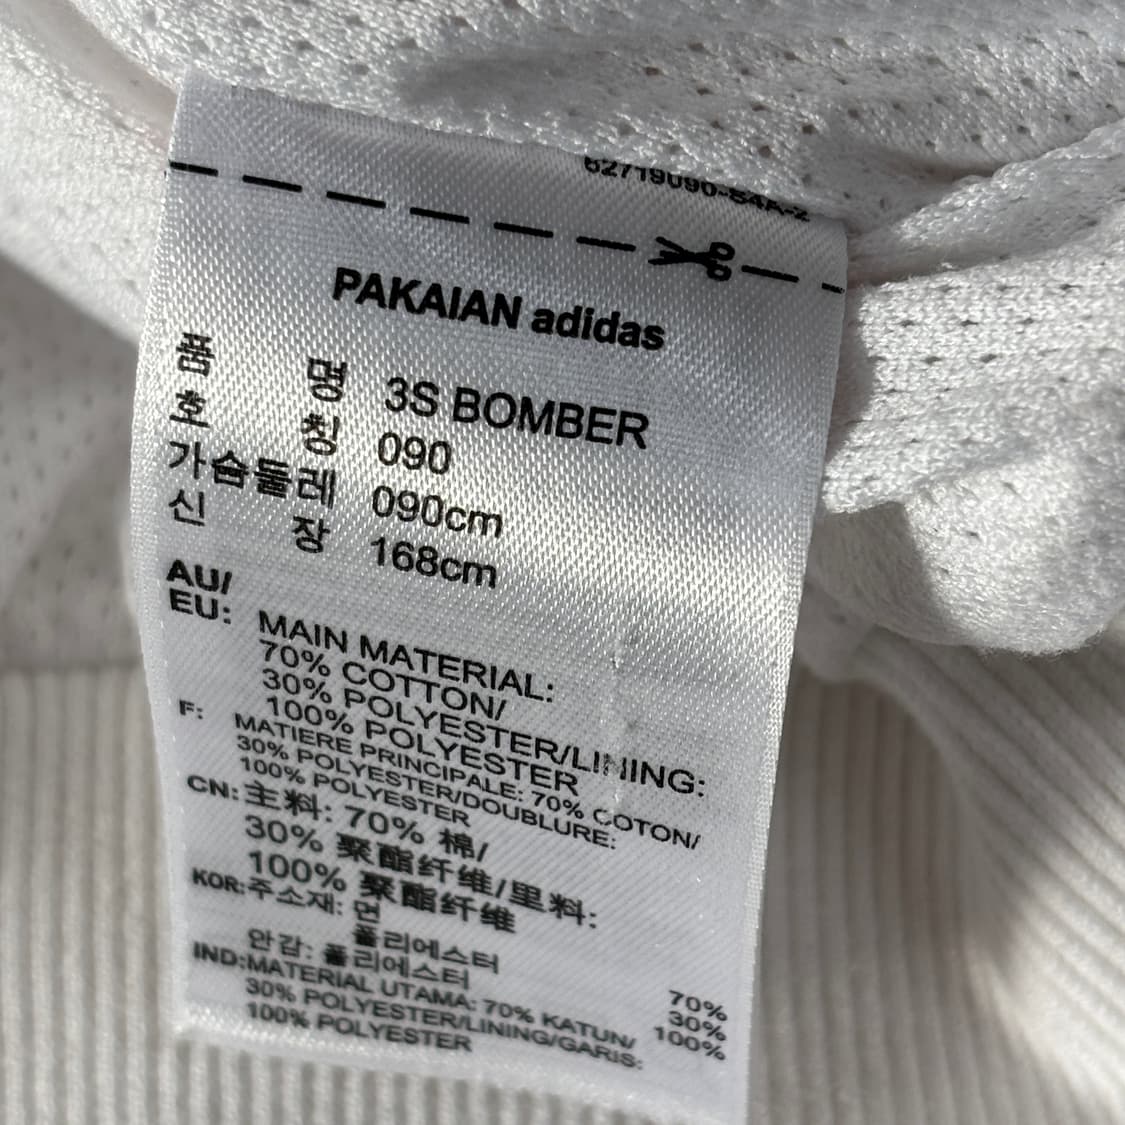 62719090-S4A-2
PAKAIAN adidas
품 명 3S BOMBER
호 칭 090
가슴둘레 090cm
신 장 168cm
AU/
EU: MAIN MATERIAL:
70% COTTON/
30% POLYESTER/LINING:
100% POLYESTER
F: MATIERE PRINCIPALE: 70% COTON/
30% POLYESTER/DOUBLURE:
100% POLYESTER
CN: 主料: 70% 棉/
30% 聚酯纤维/里料:
100% 聚酯纤维
KOR: 주소재: 면 70%
폴리에스터 30%
안감: 폴리에스터 100%
IND: MATERIAL UTAMA: 70% KATUN/
30% POLYESTER/LINING/GARIS:
100% POLYESTER